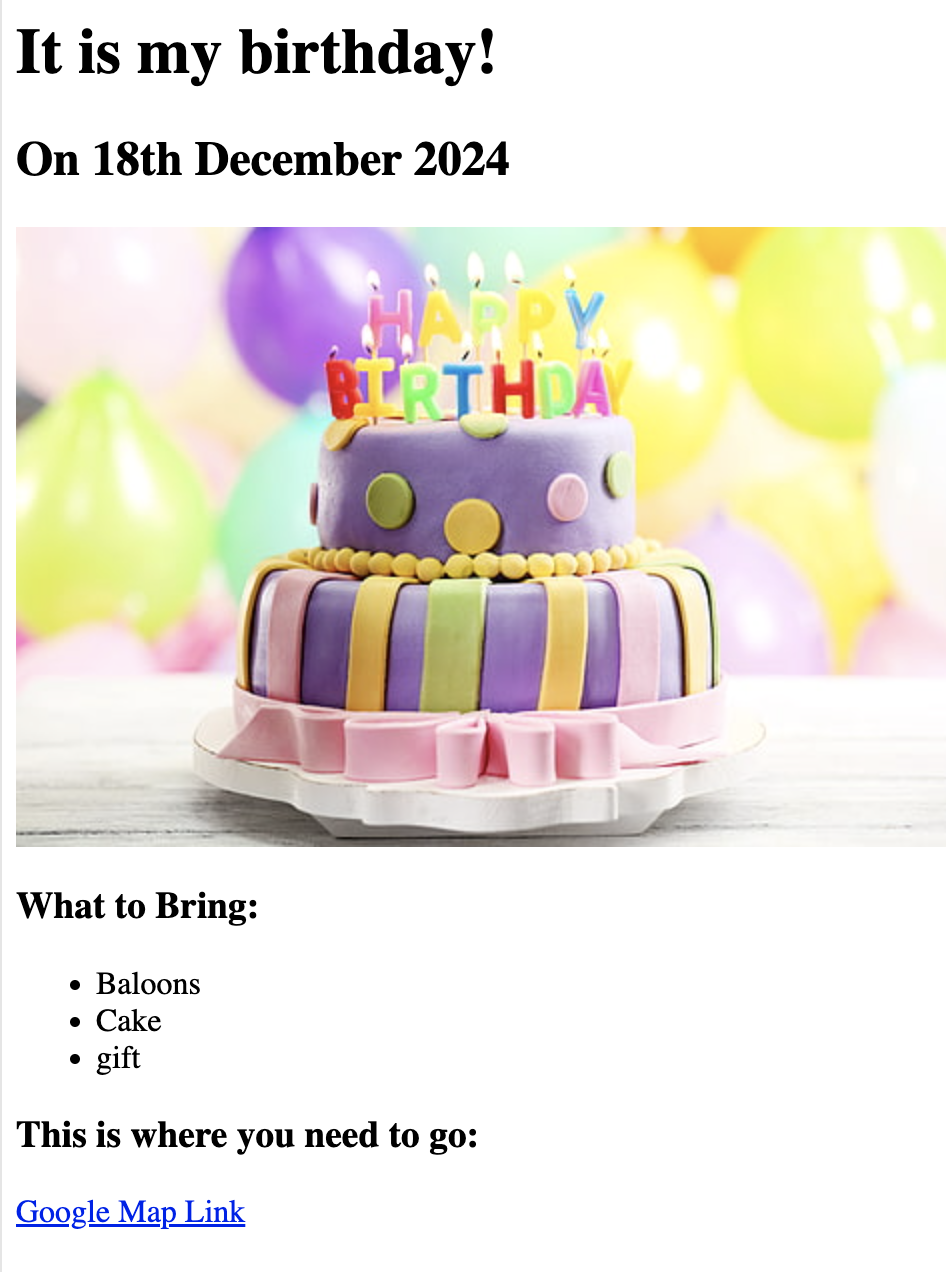 It is my birthday!
On 18th December 2024
HAPPY
BIRTHDAY
What to Bring:
Baloons
Cake
gift
This is where you need to go:
Google Map Link